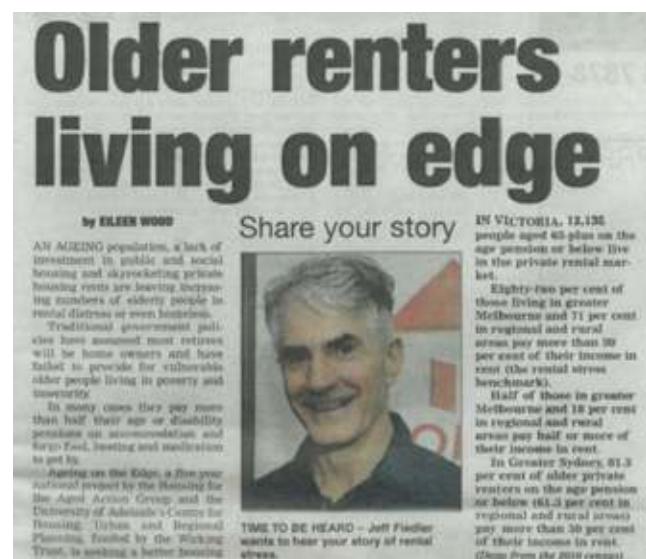 Older renters
living on edge
by EILEEN WOOD
AN AGEING population, a lack of
investment in public and social
housing and skyrocketing private
housing rents are leaving increas-
ing numbers of elderly people in
rental distress or even homeless.
Traditional government poli-
cies have assumed most retirees
will be home owners and have
failed to provide for vulnerable
older people living in poverty and
insecurity.
In many cases they pay more
than half their age or disability
pensions on accommodation and
forgo food, heating and medication
to get by.
Ageing on the Edge, a five year
national project by the Housing for
the Aged Action Group and the
University of Adelaide's Centre for
Housing, Urban and Regional
Planning, funded by the Wicking
Trust, is seeking a better housing
Share your story
TIME TO BE HEARD – Jeff Fiedler
wants to hear your story of rental
stress.
IN VICTORIA,
people aged 65-plus on the
age pension or below live
in the private rental mar-
ket.
Eighty-two per cent of
those living in greater
Melbourne and 71 per cent
in regional and rural
areas pay more than 30
per cent of their income in
rent (the rental stress
benchmark).
Half of those in greater
Melbourne and 18 per cent
in regional and rural
areas pay half or more of
their income in rent.
In Greater Sydney,
per cent of older private
renters on the age pension
or below (61.5 per cent in
regional and rural areas)
pay more than 30 per cent
of their income in rent.